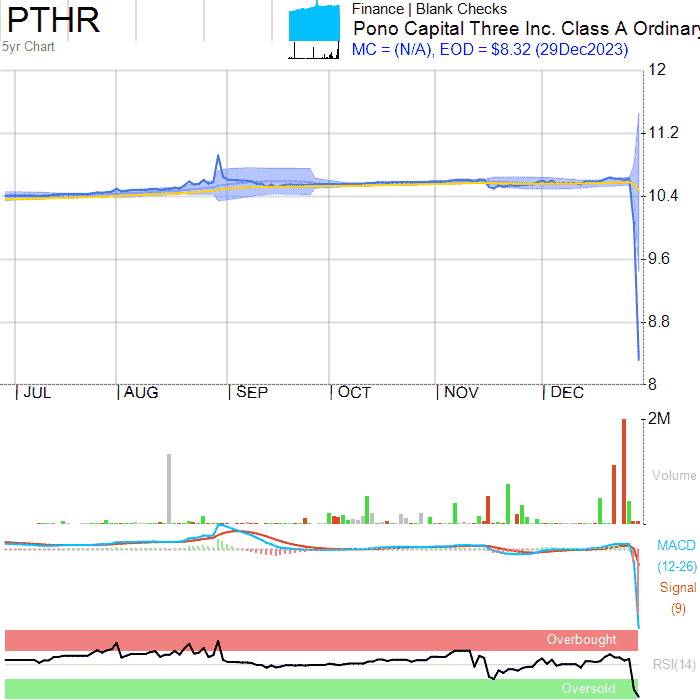 PTHR
5yr Chart
Finance | Blank Checks
Pono Capital Three Inc. Class A Ordinary
MC = (N/A), EOD = $8.32 (29Dec2023)
12
11.2
10.4
9.6
8.8
8
JUL AUG SEP OCT NOV DEC
2M
Volume
MACD
(12-26)
Signal
(9)
Overbought
RSI(14)
Oversold